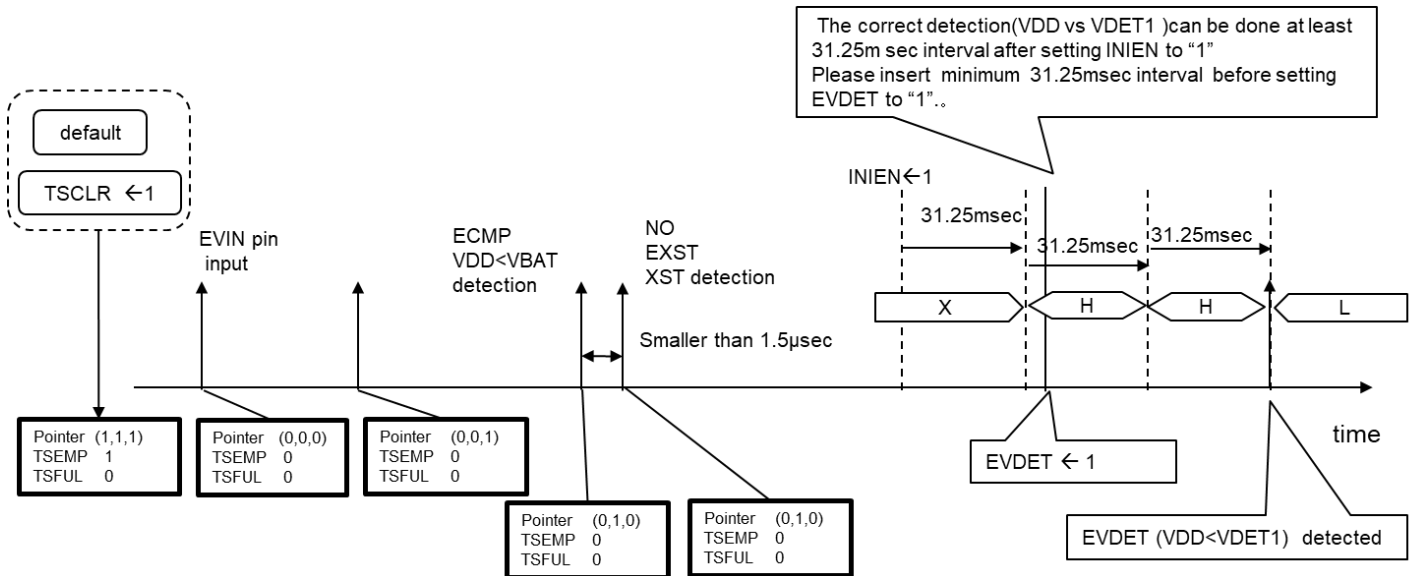 The correct detection(VDD vs VDET1 )can be done at least
31.25m sec interval after setting INIEN to “1”
Please insert minimum 31.25msec interval before setting
EVDET to “1”.。
default
TSCLR ←1
INIEN←1
31.25msec
31.25msec
31.25msec
EVIN pin
input
ECMP
VDD<VBAT
detection
NO
EXST
XST detection
X
H
H
L
Smaller than 1.5μsec
time
Pointer (1,1,1)
TSEMP 1
TSFUL 0
Pointer (0,0,0)
TSEMP 0
TSFUL 0
Pointer (0,0,1)
TSEMP 0
TSFUL 0
EVDET ← 1
Pointer (0,1,0)
TSEMP 0
TSFUL 0
Pointer (0,1,0)
TSEMP 0
TSFUL 0
EVDET (VDD<VDET1) detected